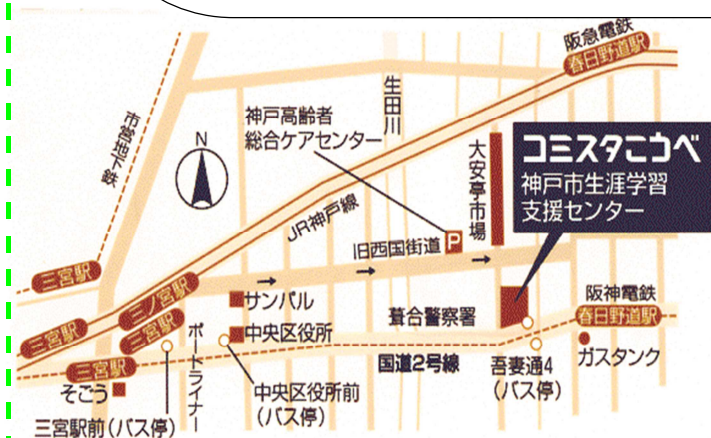 阪急電鉄
春日野道駅
市営地下鉄
生田川
神戸高齢者
総合ケアセンター
N
大安亭市場
コミスタこうべ
神戸市生涯学習
支援センター
JR神戸線
旧西国街道
P
三宮駅
三ノ宮駅
サンパル
葺合警察署
阪神電鉄
春日野道駅
三宮駅
三宮駅
ポートライナー
中央区役所
国道2号線
三宮駅
そごう
中央区役所前
(バス停)
吾妻通4
(バス停)
ガスタンク
三宮駅前(バス停)